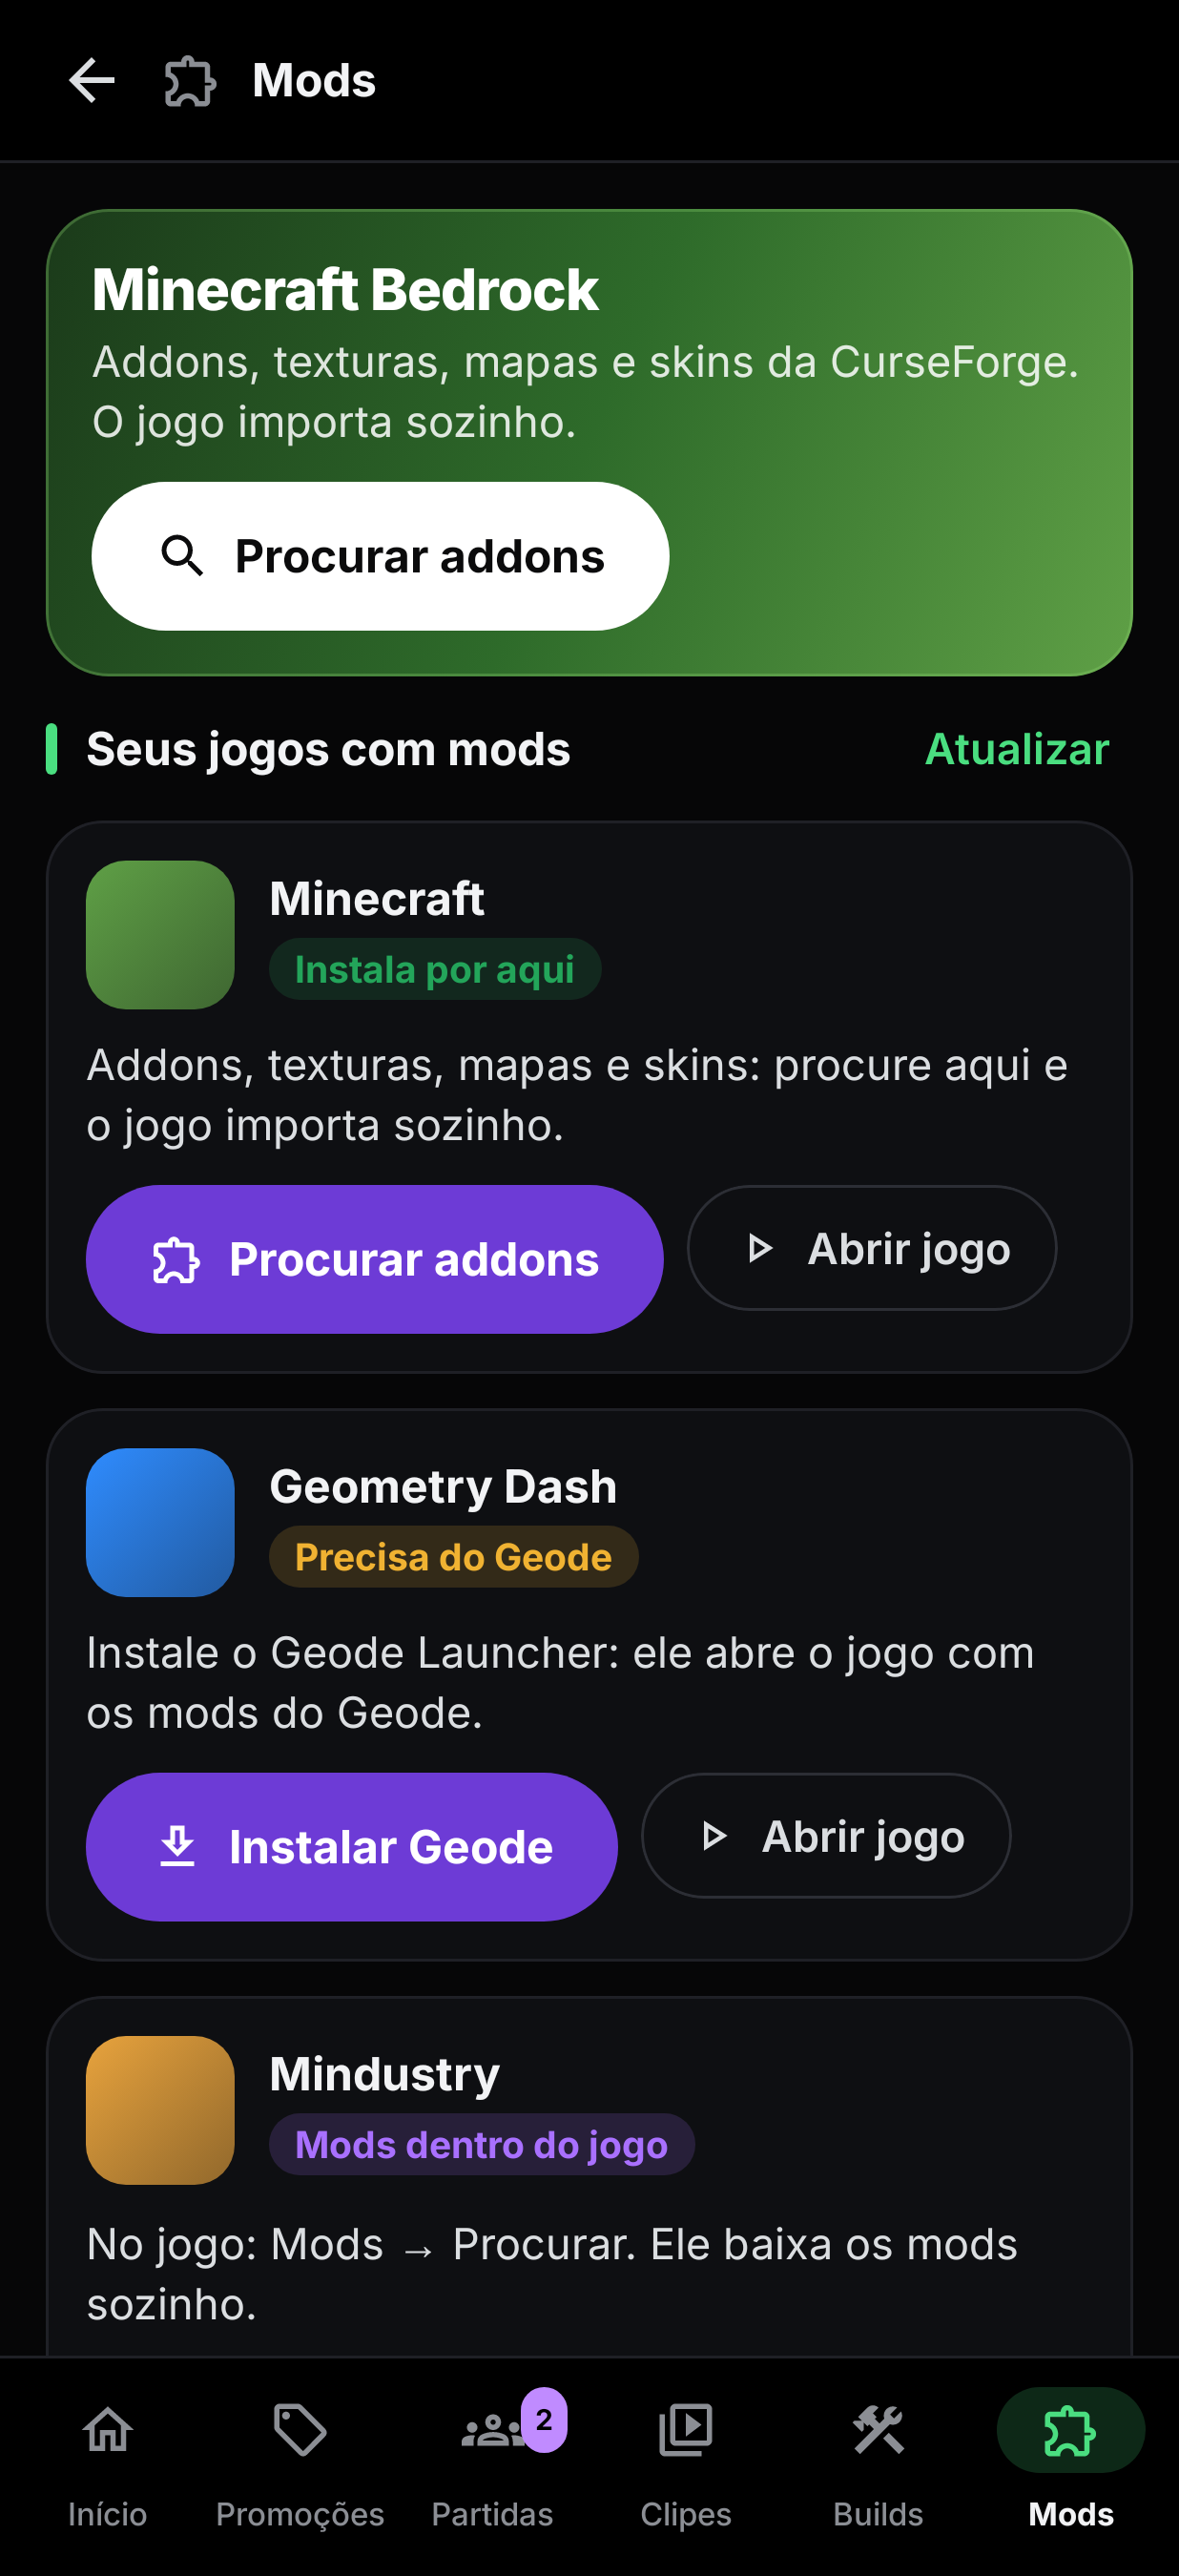 Mods
Minecraft Bedrock
Addons, texturas, mapas e skins da CurseForge.
O jogo importa sozinho.
Procurar addons
Seus jogos com mods
Atualizar
Minecraft
Instala por aqui
Addons, texturas, mapas e skins: procure aqui e
o jogo importa sozinho.
Procurar addons
Abrir jogo
Geometry Dash
Precisa do Geode
Instale o Geode Launcher: ele abre o jogo com
os mods do Geode.
Instalar Geode
Abrir jogo
Mindustry
Mods dentro do jogo
No jogo: Mods → Procurar. Ele baixa os mods
sozinho.
2
Início
Promoções
Partidas
Clipes
Builds
Mods